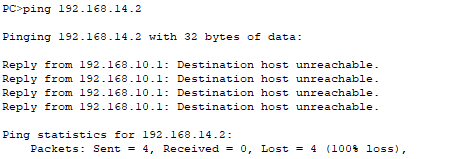 PC>ping 192.168.14.2
Pinging 192.168.14.2 with 32 bytes of data:
Reply from 192.168.10.1: Destination host unreachable.
Reply from 192.168.10.1: Destination host unreachable.
Reply from 192.168.10.1: Destination host unreachable.
Reply from 192.168.10.1: Destination host unreachable.
Ping statistics for 192.168.14.2:
Packets: Sent = 4, Received = 0, Lost = 4 (100% loss),